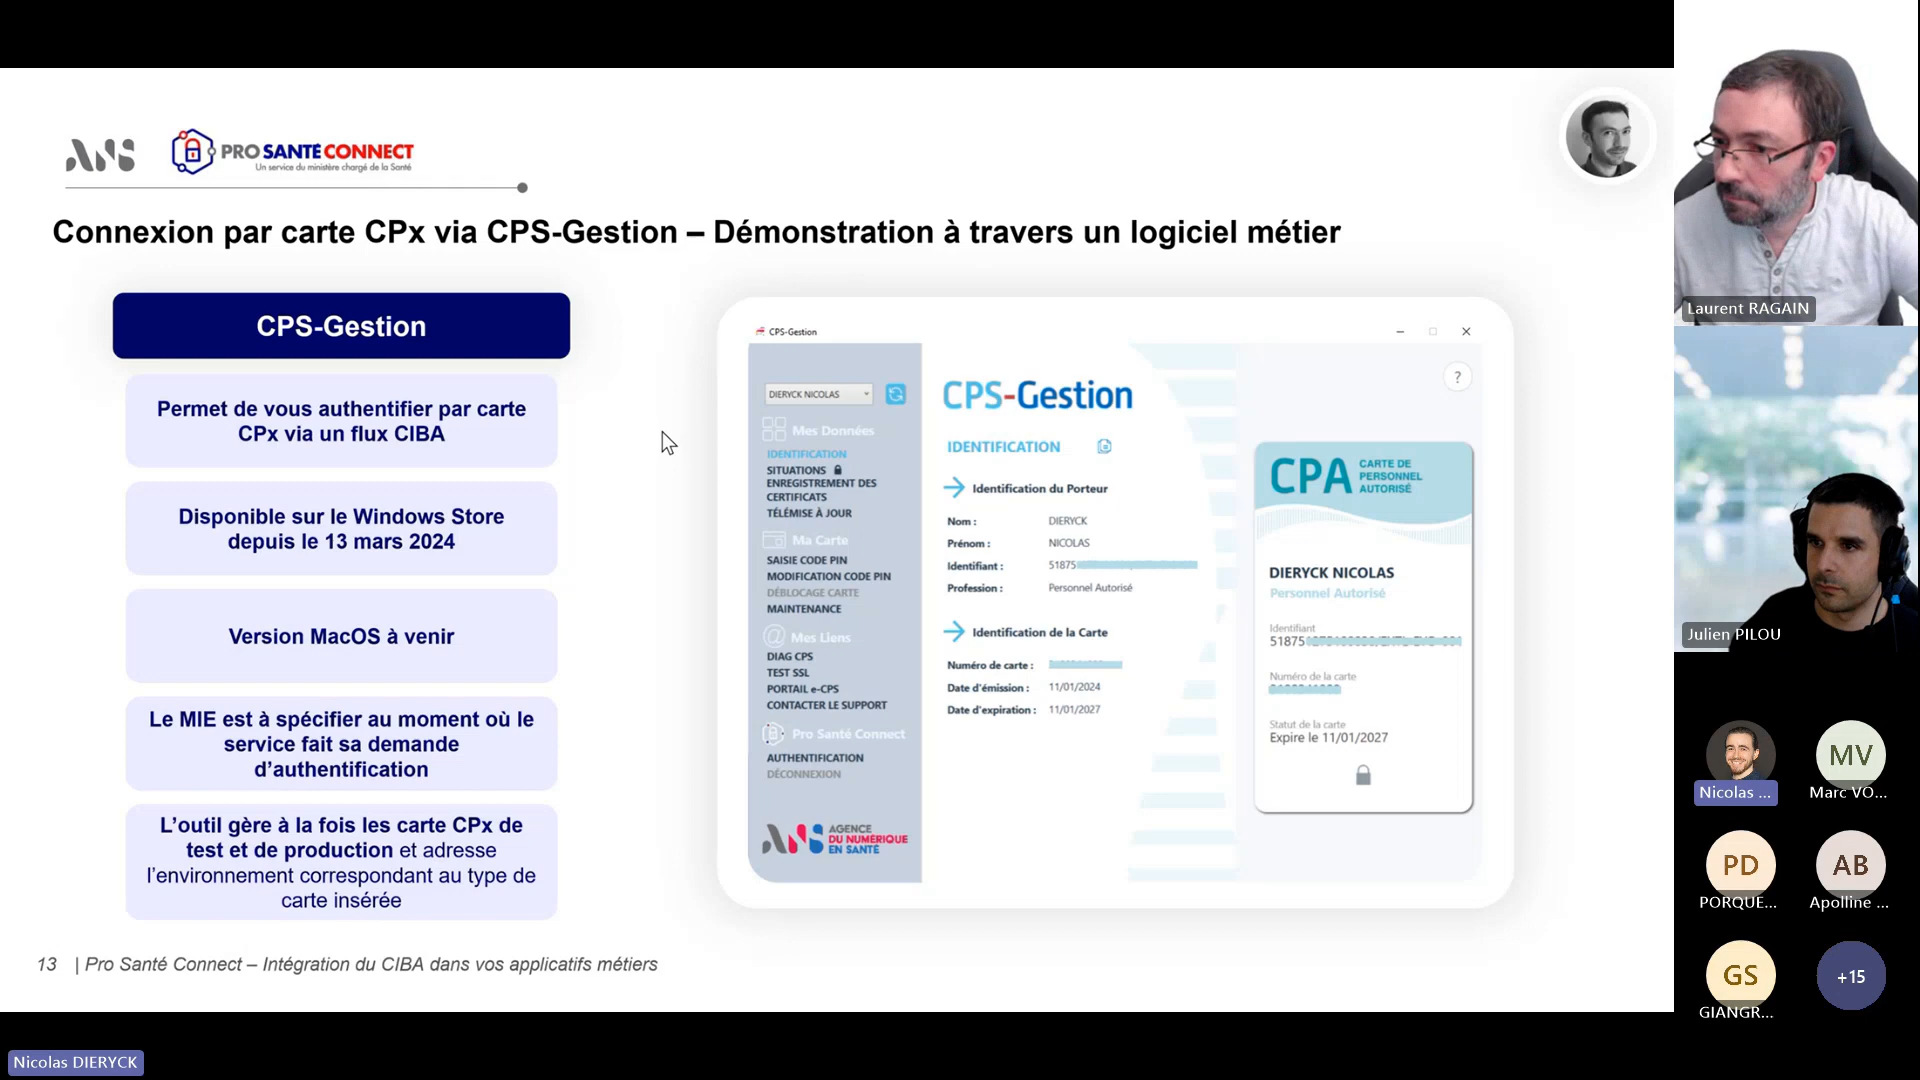 ANS
PRO SANTÉ CONNECT
Un service du ministère chargé de la Santé
Connexion par carte CPx via CPS-Gestion – Démonstration à travers un logiciel métier
CPS-Gestion
Permet de vous authentifier par carte
CPx via un flux CIBA
Disponible sur le Windows Store
depuis le 13 mars 2024
Version MacOS à venir
Le MIE est à spécifier au moment où le
service fait sa demande
d’authentification
L’outil gère à la fois les carte CPx de
test et de production et adresse
l’environnement correspondant au type de
carte insérée
CPS-Gestion
DIERYCK NICOLAS
Mes Données
IDENTIFICATION
SITUATIONS
ENREGISTREMENT DES
CERTIFICATS
TÉLÉMISE À JOUR
Ma Carte
SAISIE CODE PIN
MODIFICATION CODE PIN
DÉBLOCAGE CARTE
MAINTENANCE
Mes Liens
DIAG CPS
TEST SSL
PORTAIL e-CPS
CONTACTER LE SUPPORT
Pro Santé Connect
AUTHENTIFICATION
DÉCONNEXION
ANS
AGENCE
DU NUMÉRIQUE
EN SANTÉ
CPS-Gestion
IDENTIFICATION
Identification du Porteur
Nom : DIERYCK
Prénom : NICOLAS
Identifiant : 51875
Profession : Personnel Autorisé
Identification de la Carte
Numéro de carte :
Date d'émission : 11/01/2024
Date d'expiration : 11/01/2027
?
CPA
CARTE DE
PERSONNEL
AUTORISÉ
DIERYCK NICOLAS
Personnel Autorisé
Identifiant
51875
Numéro de la carte
Statut de la carte
Expire le 11/01/2027
13 | Pro Santé Connect – Intégration du CIBA dans vos applicatifs métiers
Nicolas DIERYCK
Laurent RAGAIN
Julien PILOU
Nicolas ...
MV
Marc VO...
PD
PORQUE...
AB
Apolline ...
GS
GIANGR...
+15